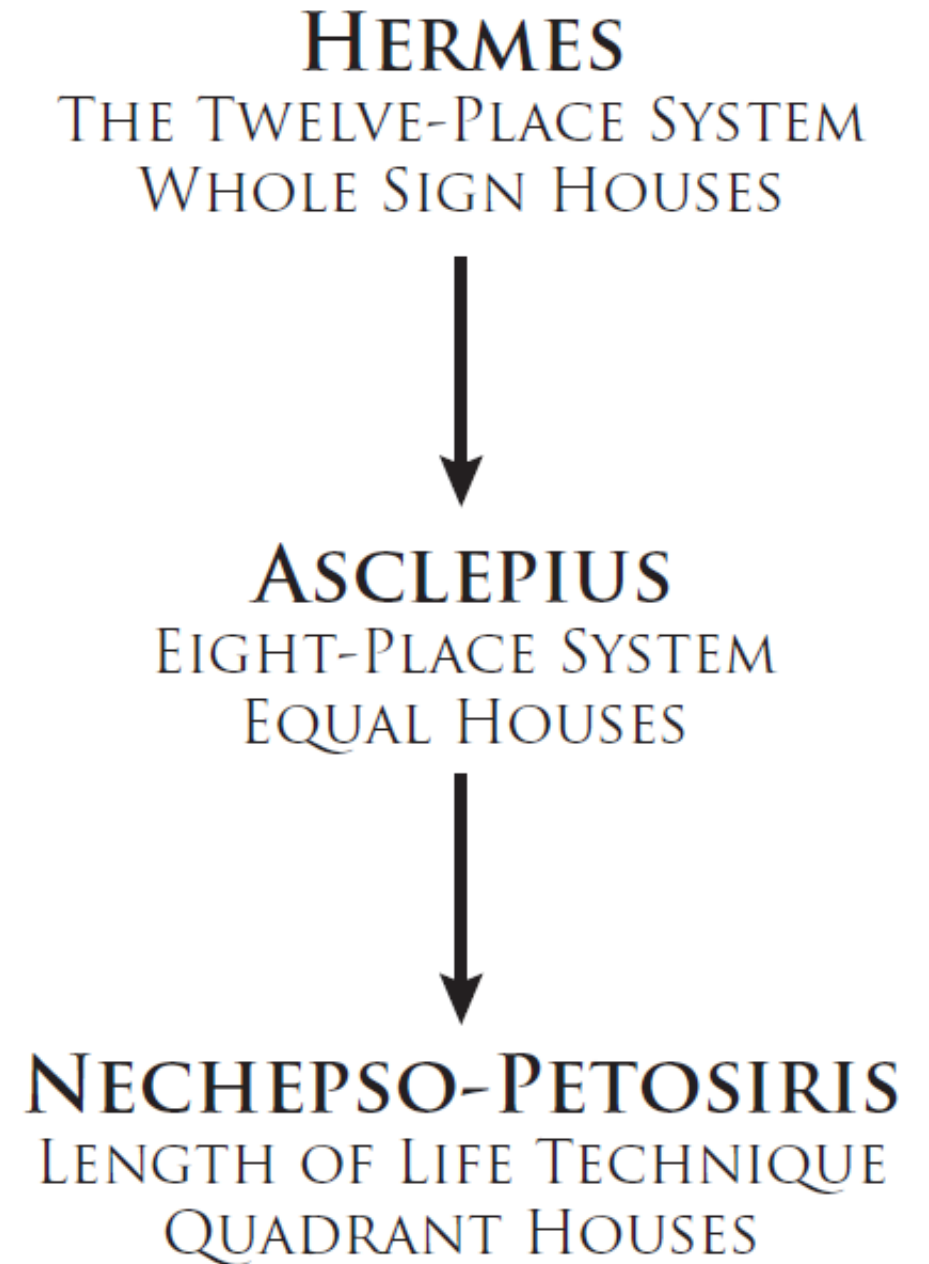 Hermes
The Twelve-Place System
Whole Sign Houses
Asclepius
Eight-Place System
Equal Houses
Nechepso-Petosiris
Length of Life Technique
Quadrant Houses